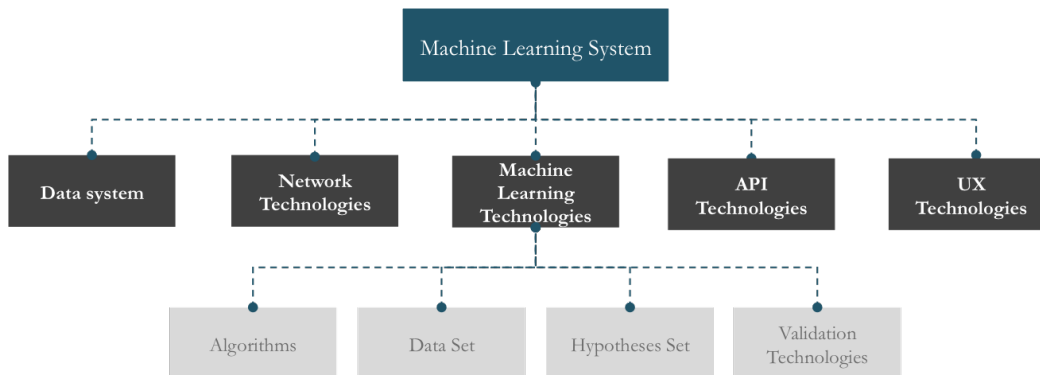 Machine Learning System
Data system
Network
Technologies
Machine
Learning
Technologies
API
Technologies
UX
Technologies
Algorithms
Data Set
Hypotheses Set
Validation
Technologies